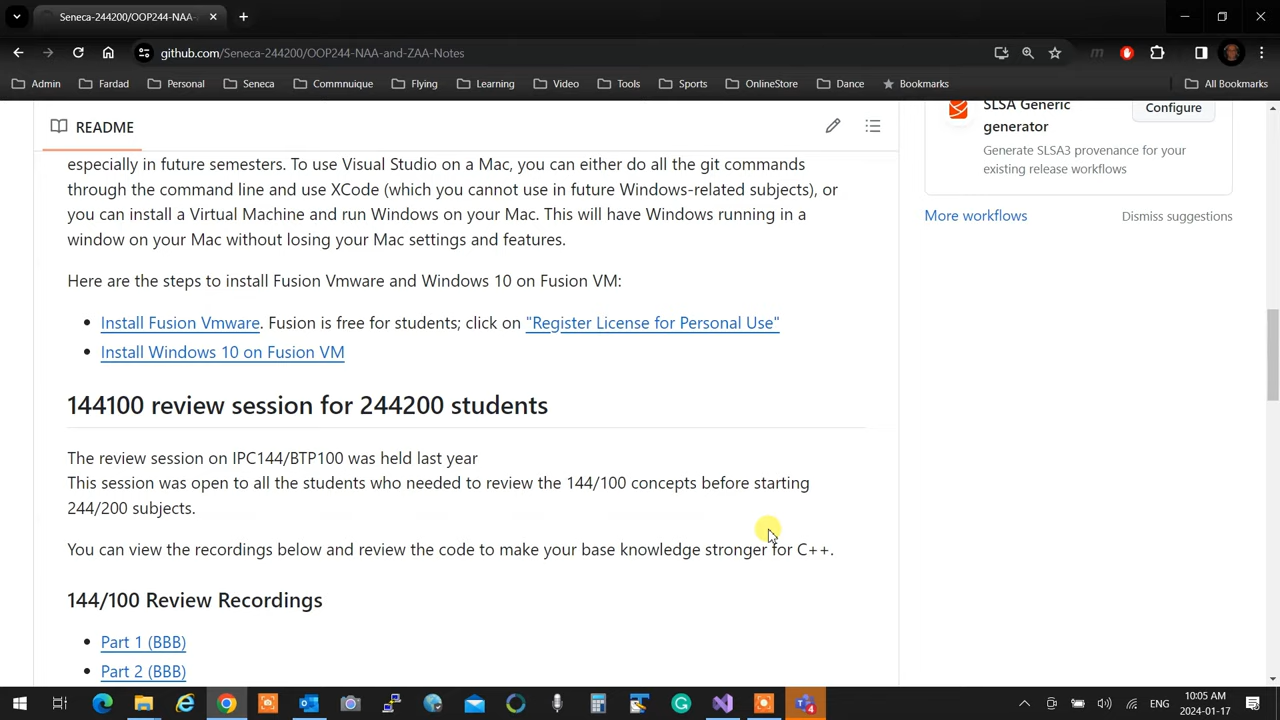 Seneca-244200/OOP244-NAA-
github.com/Seneca-244200/OOP244-NAA-and-ZAA-Notes
Admin Fardad Personal Seneca Commnuique Flying Learning Video Tools Sports OnlineStore Dance Bookmarks All Bookmarks
README
especially in future semesters. To use Visual Studio on a Mac, you can either do all the git commands
through the command line and use XCode (which you cannot use in future Windows-related subjects), or
you can install a Virtual Machine and run Windows on your Mac. This will have Windows running in a
window on your Mac without losing your Mac settings and features.
Here are the steps to install Fusion Vmware and Windows 10 on Fusion VM:
Install Fusion Vmware. Fusion is free for students; click on "Register License for Personal Use"
Install Windows 10 on Fusion VM
144100 review session for 244200 students
The review session on IPC144/BTP100 was held last year
This session was open to all the students who needed to review the 144/100 concepts before starting
244/200 subjects.
You can view the recordings below and review the code to make your base knowledge stronger for C++.
144/100 Review Recordings
Part 1 (BBB)
Part 2 (BBB)
SLSA Generic
generator
Configure
Generate SLSA3 provenance for your
existing release workflows
More workflows
Dismiss suggestions
ENG
10:05 AM
2024-01-17